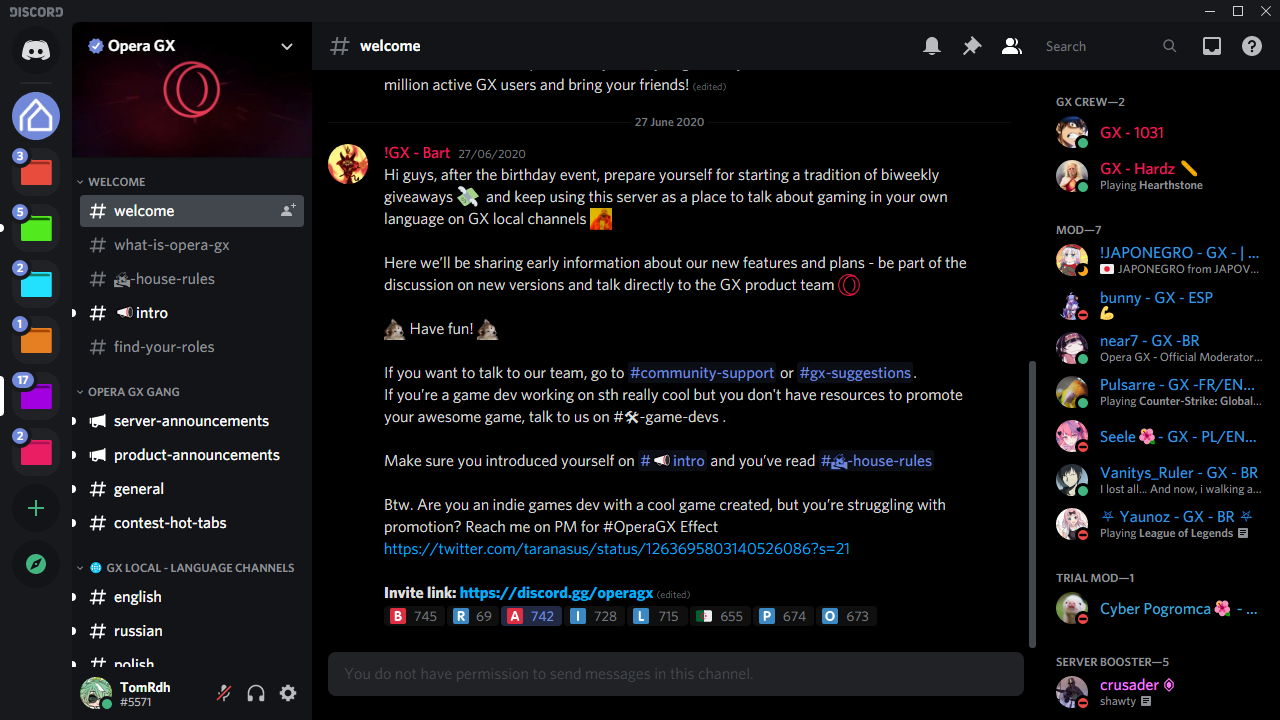 DISCORD
Opera GX
3
5
2
1
17
2
WELCOME
# welcome
# what-is-opera-gx
# -house-rules
# 📢intro
# find-your-roles
OPERA GX GANG
server-announcements
product-announcements
# general
# contest-hot-tabs
🌐 GX LOCAL - LANGUAGE CHANNELS
# english
# russian
# polish
TomRdh
#5571
# welcome
Search
million active GX users and bring your friends! (edited)
27 June 2020
!GX - Bart 27/06/2020
Hi guys, after the birthday event, prepare yourself for starting a tradition of biweekly
giveaways 💸 and keep using this server as a place to talk about gaming in your own
language on GX local channels
Here we’ll be sharing early information about our new features and plans - be part of the
discussion on new versions and talk directly to the GX product team
Have fun!
If you want to talk to our team, go to #community-support or #gx-suggestions.
If you’re a game dev working on sth really cool but you don't have resources to promote
your awesome game, talk to us on #🛠-game-devs .
Make sure you introduced yourself on #📢intro and you’ve read #-house-rules
Btw. Are you an indie games dev with a cool game created, but you’re struggling with
promotion? Reach me on PM for #OperaGX Effect
https://twitter.com/taranasus/status/1263695803140526086?s=21
Invite link: https://discord.gg/operagx (edited)
B 745 R 69 A 742 I 728 L 715 655 P 674 O 673
You do not have permission to send messages in this channel.
GX CREW—2
GX - 1031
GX - Hardz ✏️
Playing Hearthstone
MOD—7
!JAPONEGRO - GX - | ...
🇯🇵 JAPONEGRO from JAPOV...
bunny - GX - ESP
💪
near7 - GX -BR
Opera GX - Official Moderator...
Pulsarre - GX -FR/EN...
Playing Counter-Strike: Global...
Seele🌺 - GX - PL/EN...
Vanitys_Ruler - GX - BR
I lost all... And now, i walking a...
⛧ Yaunoz - GX - BR ⛧
Playing League of Legends
TRIAL MOD—1
Cyber Pogromca🌺 - ...
SERVER BOOSTER—5
crusader
shawty